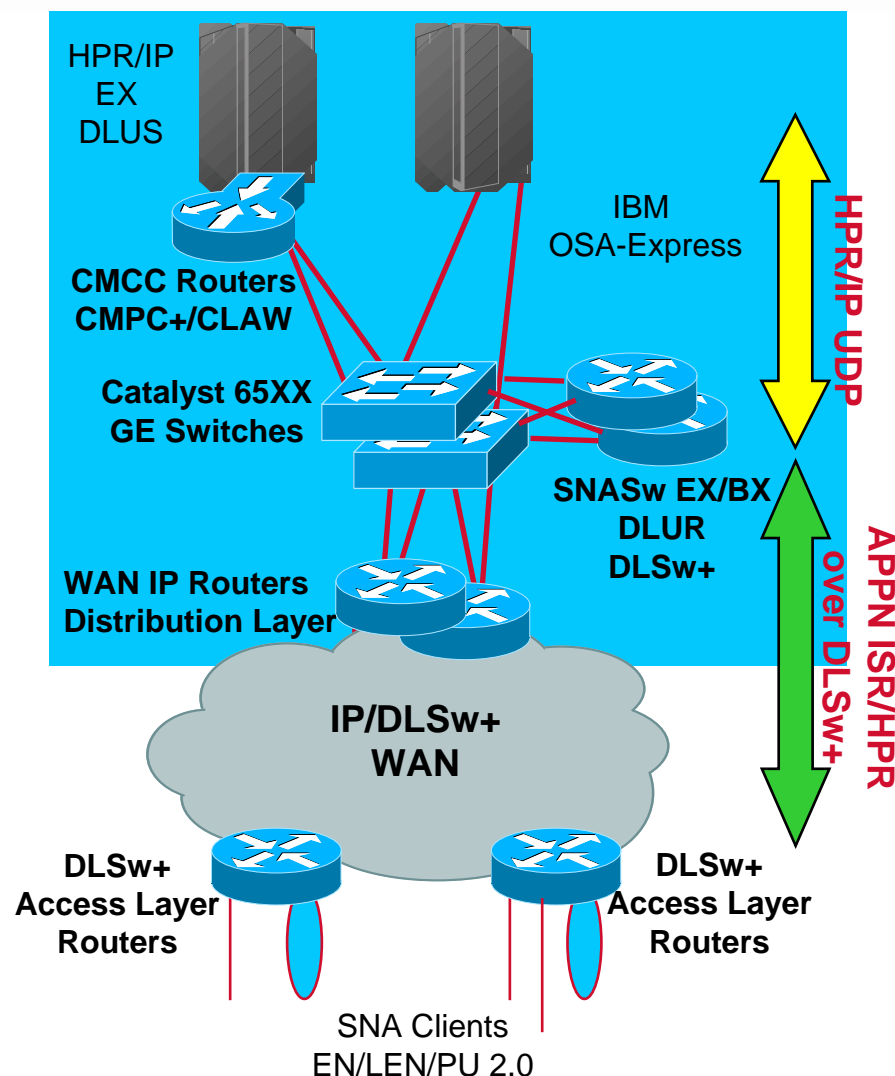 HPR/IP
EX
DLUS
IBM
OSA-Express
CMCC Routers
CMPC+/CLAW
HPR/IP UDP
Catalyst 65XX
GE Switches
SNASw EX/BX
DLUR
DLSw+
WAN IP Routers
Distribution Layer
APPN ISR/HPR
over DLSw+
IP/DLSw+
WAN
DLSw+
Access Layer
Routers
DLSw+
Access Layer
Routers
SNA Clients
EN/LEN/PU 2.0